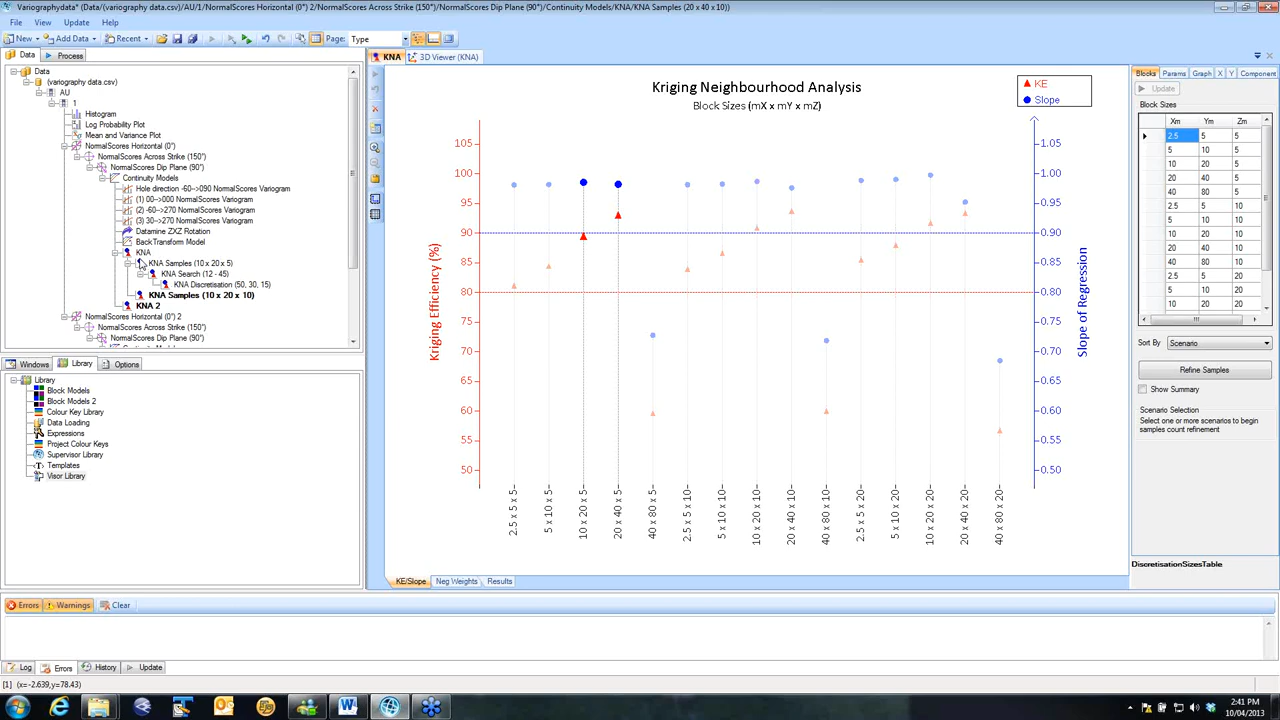 Variographydata* (Data/(variography data.csv)/AU/1/NormalScores Horizontal (0°) 2/NormalScores Across Strike (150°)/NormalScores Dip Plane (90°)/Continuity Models/KNA/KNA Samples (20 x 40 x 10))
File View Update Help
New Add Data Recent Page: Type
Data Process
Data
(variography data.csv)
AU
1
Histogram
Log Probability Plot
Mean and Variance Plot
NormalScores Horizontal (0°)
NormalScores Across Strike (150°)
NormalScores Dip Plane (90°)
Continuity Models
Hole direction -60-->090 NormalScores Variogram
(1) 00-->000 NormalScores Variogram
(2) -60-->270 NormalScores Variogram
(3) 30-->270 NormalScores Variogram
Datamine ZXZ Rotation
BackTransform Model
KNA
KNA Samples (10 x 20 x 5)
KNA Search (12 - 45)
KNA Discretisation (50, 30, 15)
KNA Samples (10 x 20 x 10)
KNA 2
NormalScores Horizontal (0°) 2
NormalScores Across Strike (150°)
NormalScores Dip Plane (90°)
Windows Library Options
Library
Block Models
Block Models 2
Colour Key Library
Data Loading
Expressions
Project Colour Keys
Supervisor Library
Templates
Visor Library
KNA 3D Viewer (KNA)
Kriging Neighbourhood Analysis
Block Sizes (mX x mY x mZ)
KE
Slope
Kriging Efficiency (%)
105
100
95
90
85
80
75
70
65
60
55
50
1.05
1.00
0.95
0.90
0.85
0.80
0.75
0.70
0.65
0.60
0.55
0.50
Slope of Regression
2.5 x 5 x 5
5 x 10 x 5
10 x 20 x 5
20 x 40 x 5
40 x 80 x 5
2.5 x 5 x 10
5 x 10 x 10
10 x 20 x 10
20 x 40 x 10
40 x 80 x 10
2.5 x 5 x 20
5 x 10 x 20
10 x 20 x 20
20 x 40 x 20
40 x 80 x 20
KE/Slope Neg Weights Results
Blocks Params Graph X Y Component
Update
Block Sizes
Xm Ym Zm
2.5 5 5
5 10 5
10 20 5
20 40 5
40 80 5
2.5 5 10
5 10 10
10 20 10
20 40 10
40 80 10
2.5 5 20
5 10 20
10 20 20
Sort By Scenario
Refine Samples
Show Summary
Scenario Selection
Select one or more scenarios to begin
samples count refinement
DiscretisationSizesTable
Errors Warnings Clear
Log Errors History Update
[1] (x=-2.639,y=78.43)
2:41 PM
10/04/2013